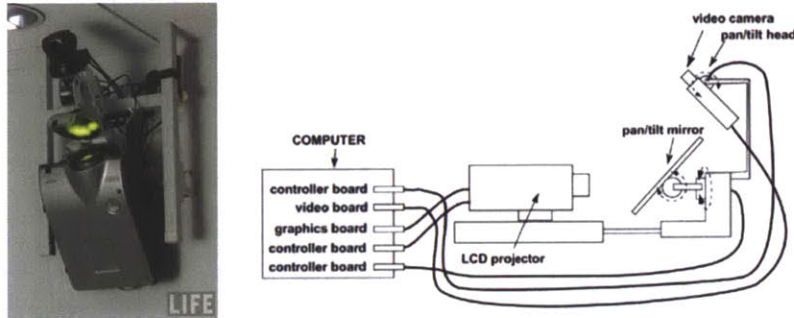 LIFE
video camera
pan/tilt head
pan/tilt mirror
COMPUTER
controller board
video board
graphics board
controller board
controller board
LCD projector